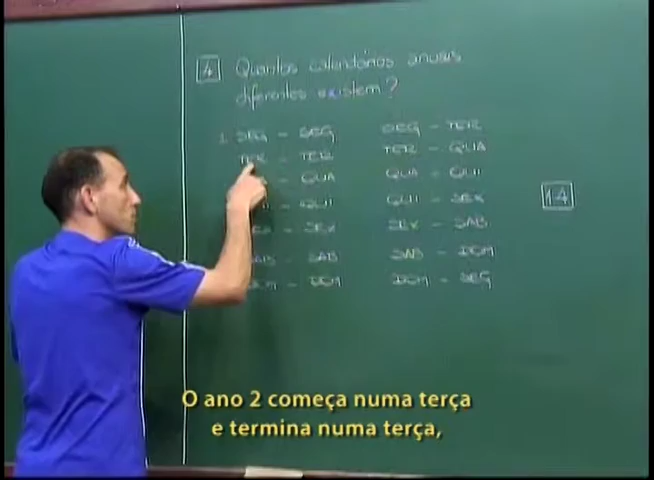 4 Quantos calendários anuais
diferentes existem?
1. SEG - SEG SEG - TER
TER - TER TER - QUA
- QUA QUA - QUI
- QUI QUI - SEX
- SEX SEX - SAB
SAB - SAB SAB - DOM
DOM - DOM DOM - SEG
14
O ano 2 começa numa terça
e termina numa terça,